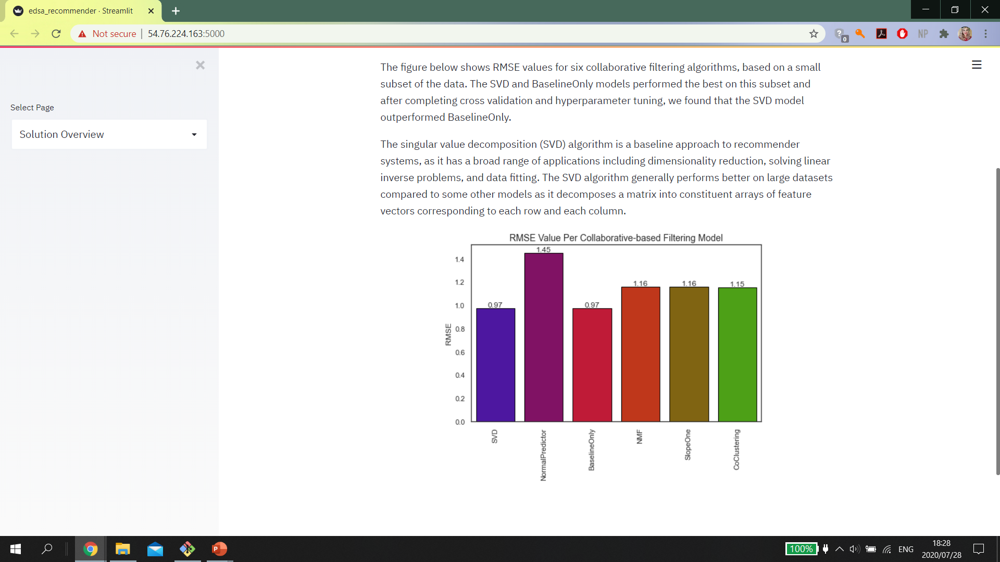 edsa_recommender · Streamlit
Not secure
54.76.224.163:5000
0
NP
Select Page
Solution Overview
The figure below shows RMSE values for six collaborative filtering algorithms, based on a small
subset of the data. The SVD and BaselineOnly models performed the best on this subset and
after completing cross validation and hyperparameter tuning, we found that the SVD model
outperformed BaselineOnly.
The singular value decomposition (SVD) algorithm is a baseline approach to recommender
systems, as it has a broad range of applications including dimensionality reduction, solving linear
inverse problems, and data fitting. The SVD algorithm generally performs better on large datasets
compared to some other models as it decomposes a matrix into constituent arrays of feature
vectors corresponding to each row and each column.
RMSE Value Per Collaborative-based Filtering Model
RMSE
1.4
1.2
1.0
0.8
0.6
0.4
0.2
0.0
0.97
1.45
0.97
1.16
1.16
1.15
SVD
NormalPredictor
BaselineOnly
NMF
SlopeOne
CoClustering
P
100%
ENG
18:28
2020/07/28